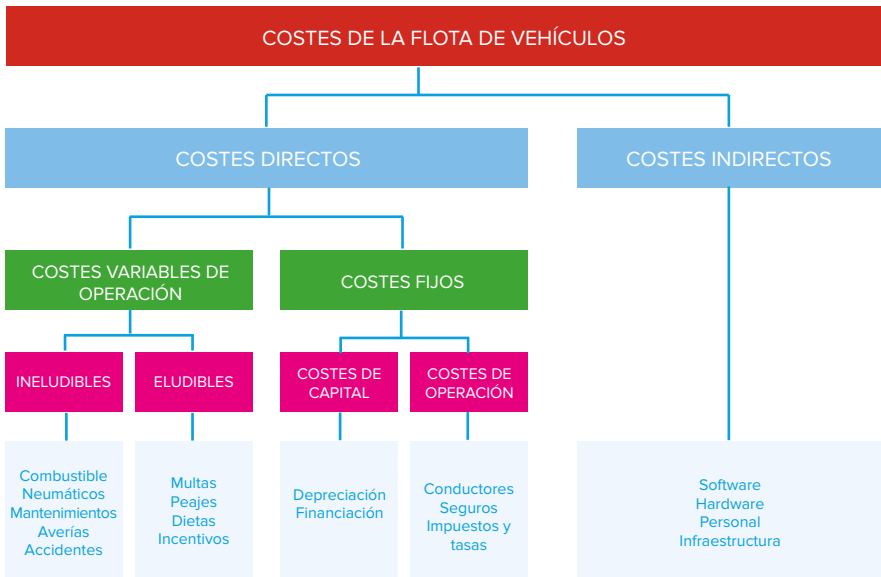 COSTES DE LA FLOTA DE VEHÍCULOS
COSTES DIRECTOS
COSTES INDIRECTOS
COSTES VARIABLES DE
OPERACIÓN
COSTES FIJOS
INELUDIBLES
ELUDIBLES
COSTES DE
CAPITAL
COSTES DE
OPERACIÓN
Combustible
Neumáticos
Mantenimientos
Averías
Accidentes
Multas
Peajes
Dietas
Incentivos
Depreciación
Financiación
Conductores
Seguros
Impuestos y
tasas
Software
Hardware
Personal
Infraestructura